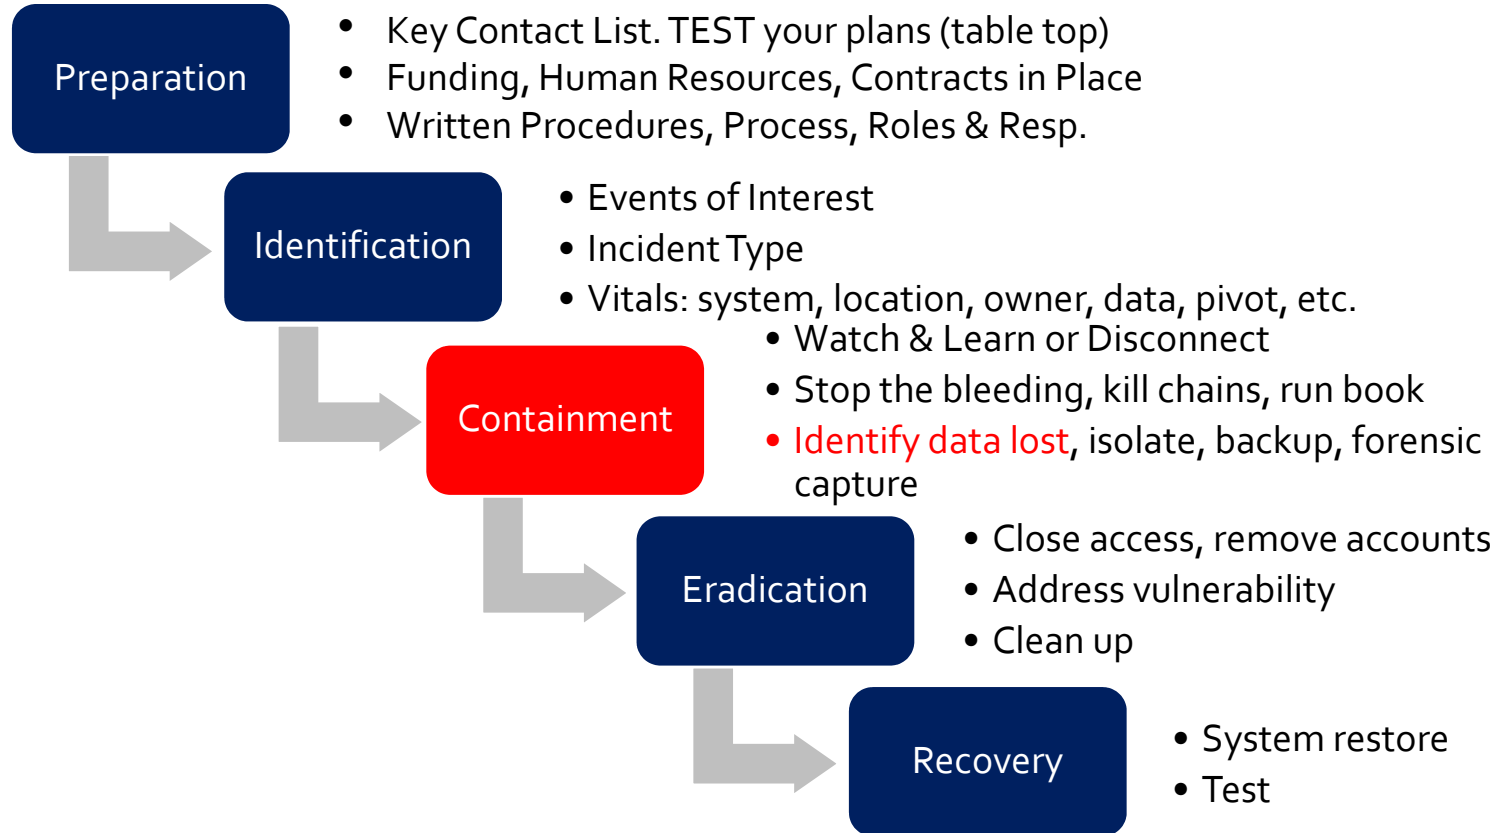 Preparation
• Key Contact List. TEST your plans (table top)
• Funding, Human Resources, Contracts in Place
• Written Procedures, Process, Roles & Resp.
Identification
• Events of Interest
• Incident Type
• Vitals: system, location, owner, data, pivot, etc.
Containment
• Watch & Learn or Disconnect
• Stop the bleeding, kill chains, run book
• Identify data lost, isolate, backup, forensic
capture
Eradication
• Close access, remove accounts
• Address vulnerability
• Clean up
Recovery
• System restore
• Test